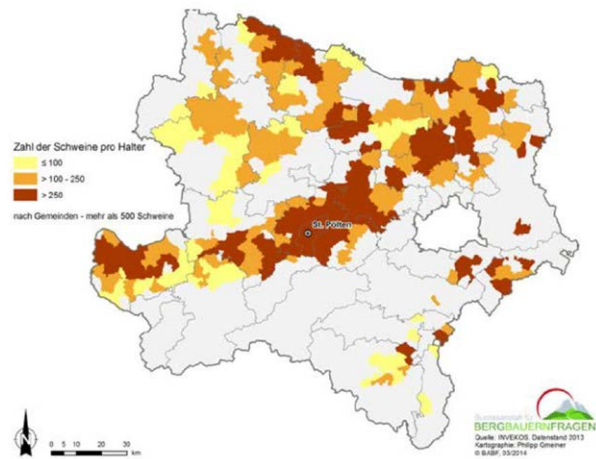 Zahl der Schweine pro Halter
≤ 100
> 100 - 250
> 250
nach Gemeinden - mehr als 500 Schweine
St. Pölten
N
0 5 10 20 30
km
Bundesanstalt für
BERGBAUERNFRAGEN
Quelle: INVEKOS, Datenstand 2013
Kartographie: Philipp Gmeiner
© BABF, 03/2014